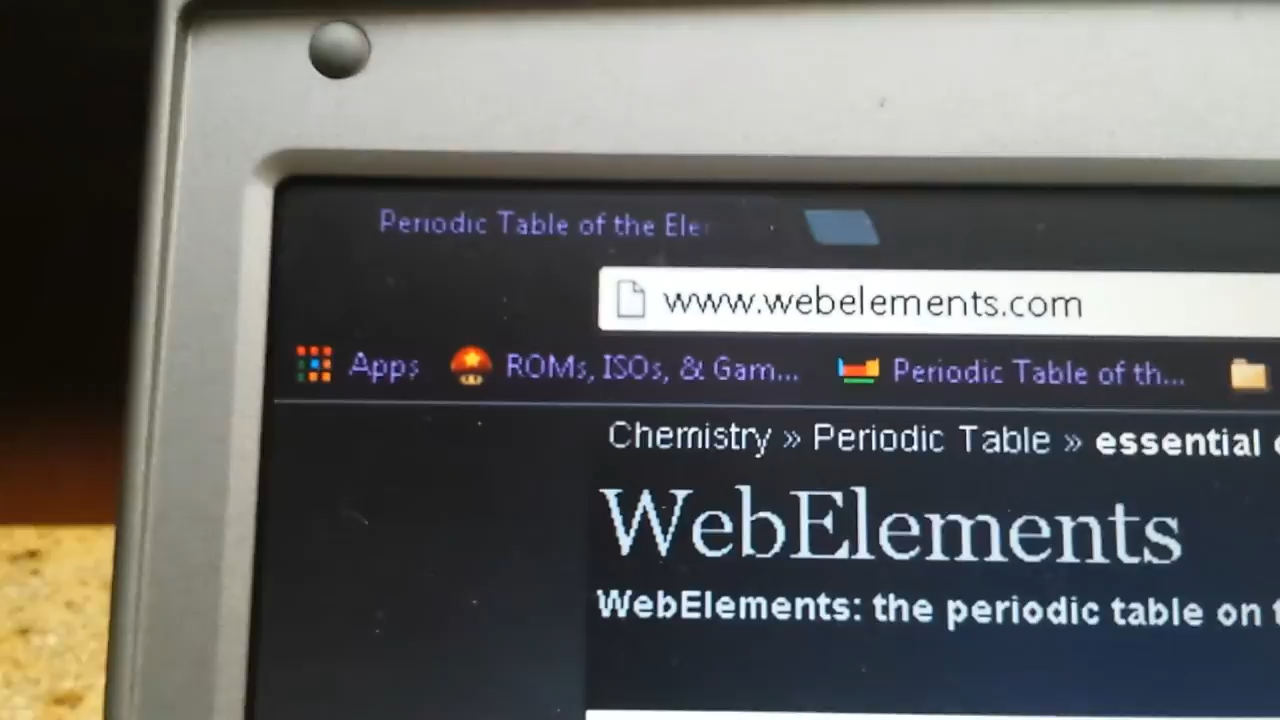 Periodic Table of the Ele
www.webelements.com
Apps ROMs, ISOs, & Gam... Periodic Table of th...
Chemistry » Periodic Table » essential
WebElements
WebElements: the periodic table on